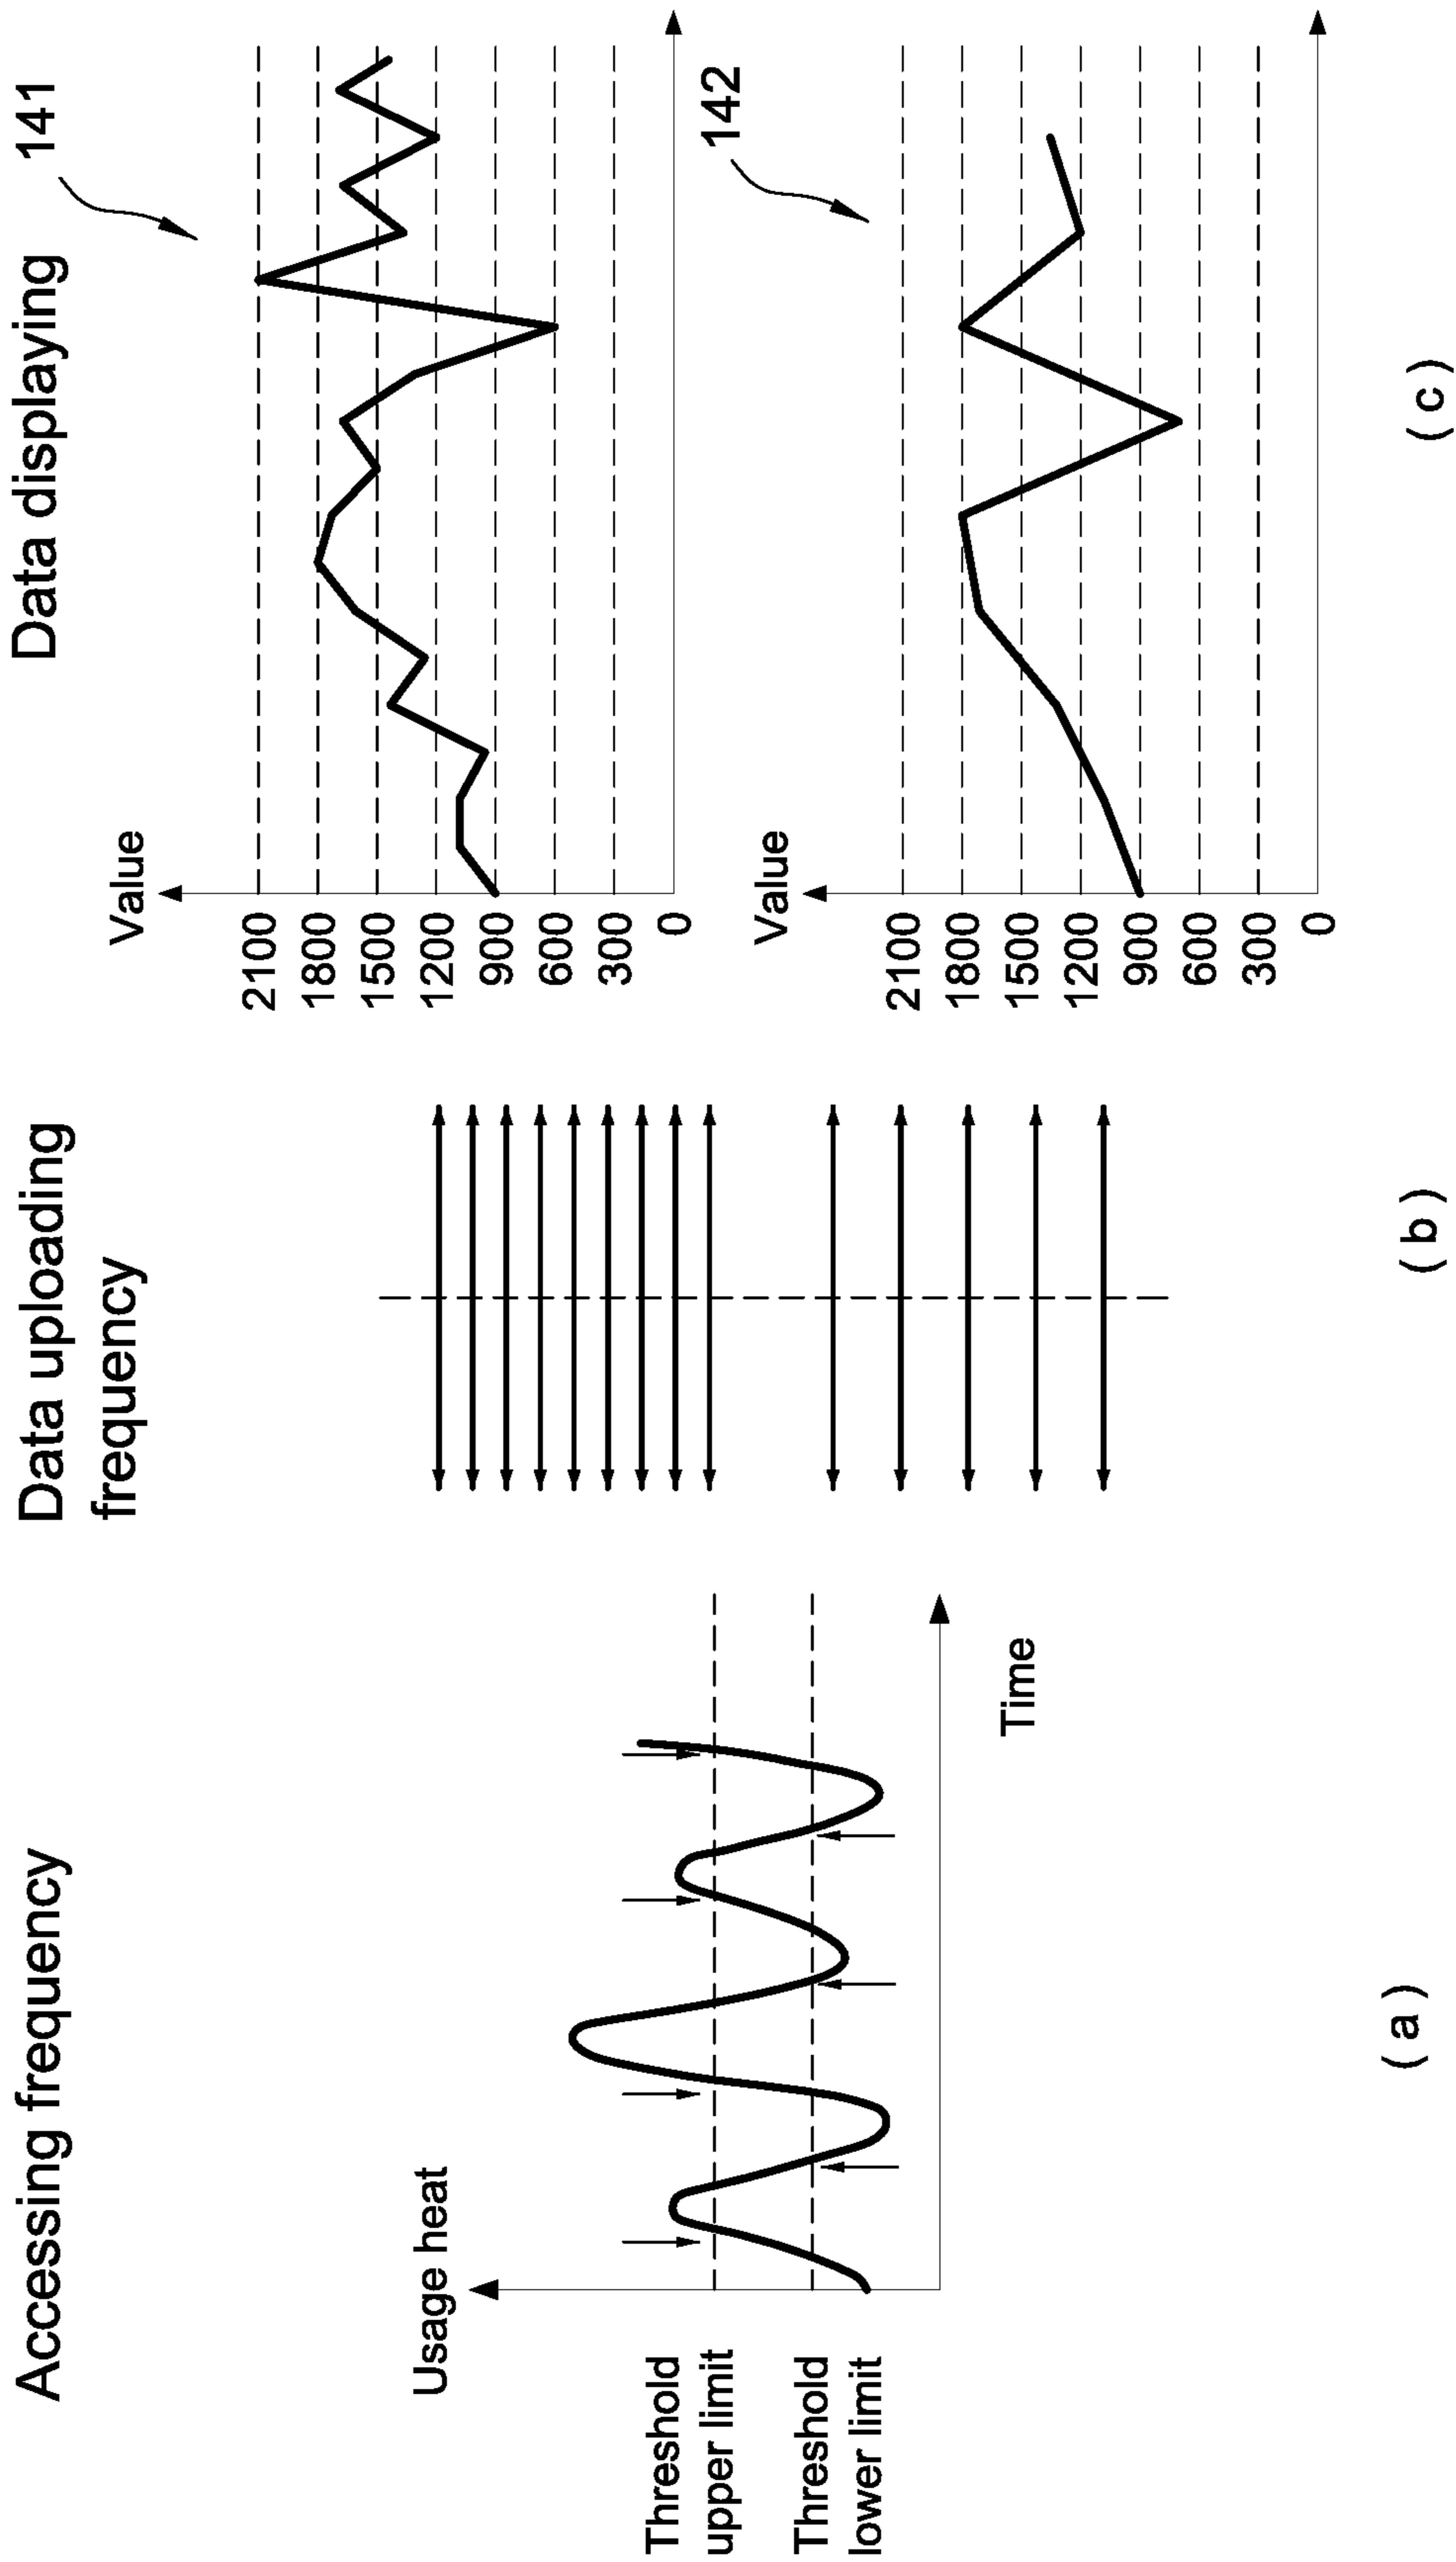 Accessing frequency
Usage heat
Threshold
upper limit
Threshold
lower limit
Time
( a )
Data uploading
frequency
( b )
Data displaying
141
Value
2100
1800
1500
1200
900
600
300
0
142
Value
2100
1800
1500
1200
900
600
300
0
( c )